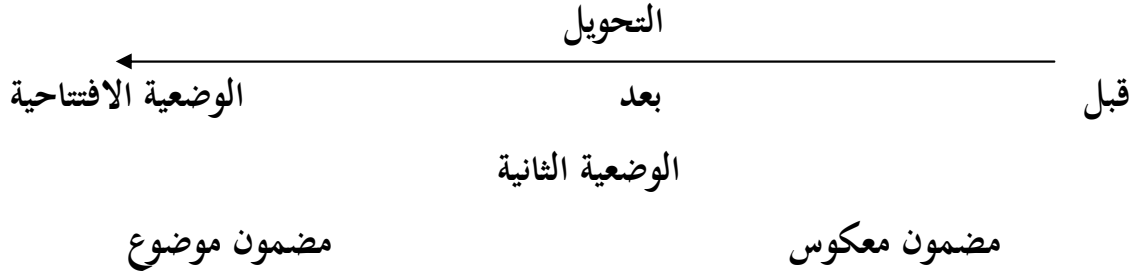 التحويل
قبل بعد الوضعية الافتتاحية
الوضعية الثانية
مضمون معكوس مضمون موضوع